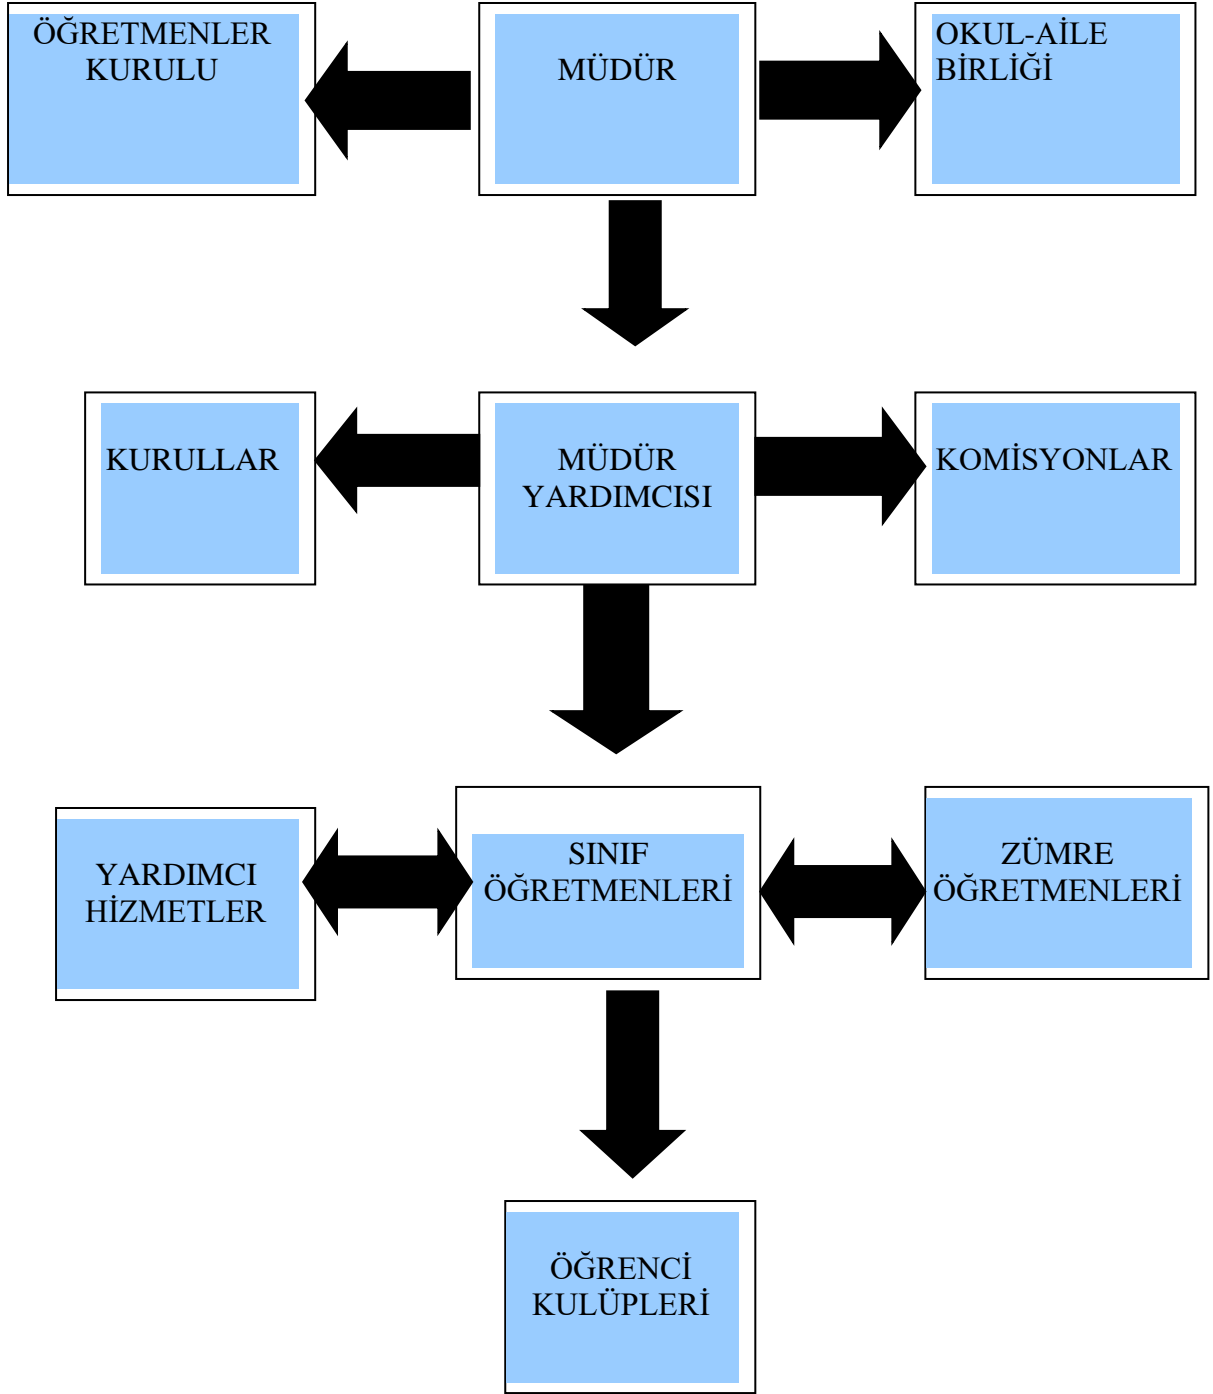 ÖĞRETMENLER
KURULU
MÜDÜR
OKUL-AİLE
BİRLİĞİ
KURULLAR
MÜDÜR
YARDIMCISI
KOMİSYONLAR
YARDIMCI
HİZMETLER
SINIF
ÖĞRETMENLERİ
ZÜMRE
ÖĞRETMENLERİ
ÖĞRENCİ
KULÜPLERİ